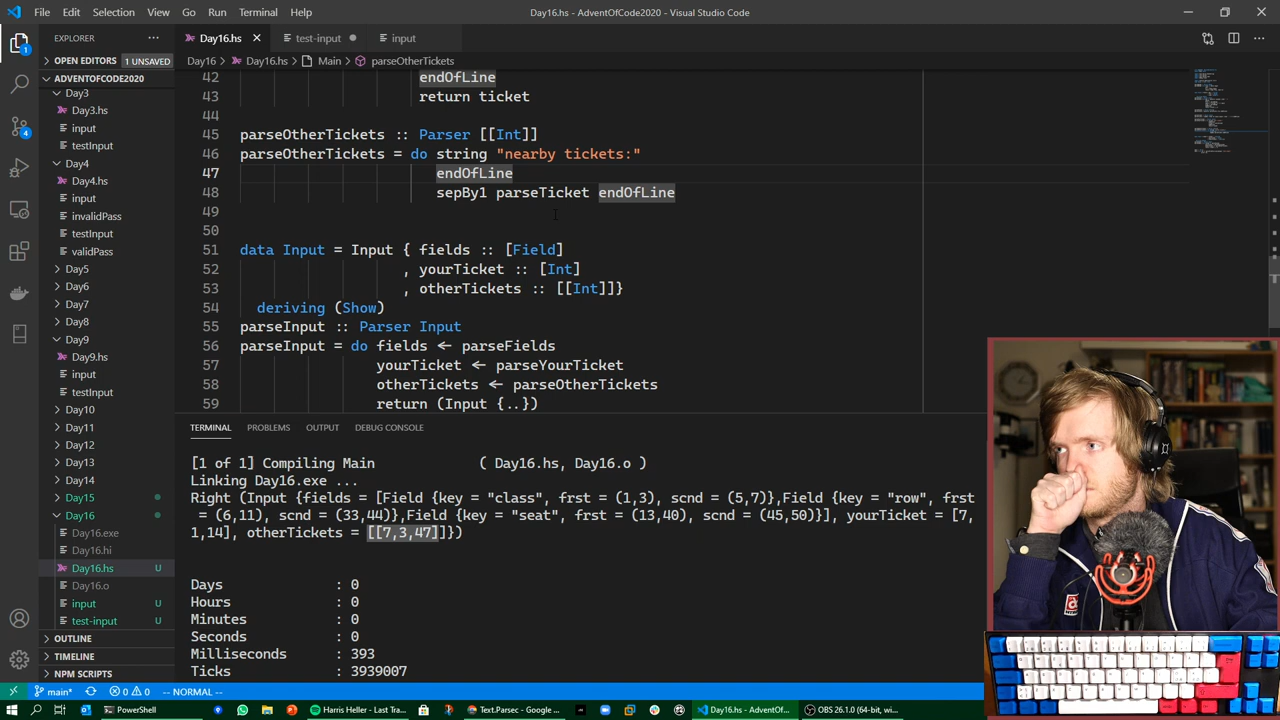 File Edit Selection View Go Run Terminal Help
Day16.hs - AdventOfCode2020 - Visual Studio Code
EXPLORER
Day16.hs
test-input
input
OPEN EDITORS 1 UNSAVED
Day16 > Day16.hs > Main > parseOtherTickets
ADVENTOFCODE2020
Day3
Day3.hs
input
testInput
Day4
Day4.hs
input
invalidPass
testInput
validPass
Day5
Day6
Day7
Day8
Day9
Day9.hs
input
testInput
Day10
Day11
Day12
Day13
Day14
Day15
Day16
Day16.exe
Day16.hi
Day16.hs U
Day16.o
input U
test-input U
OUTLINE
TIMELINE
NPM SCRIPTS
42 endOfLine
43 return ticket
44
45 parseOtherTickets :: Parser [[Int]]
46 parseOtherTickets = do string "nearby tickets:"
47 endOfLine
48 sepBy1 parseTicket endOfLine
49
50
51 data Input = Input { fields :: [Field]
52 , yourTicket :: [Int]
53 , otherTickets :: [[Int]]}
54 deriving (Show)
55 parseInput :: Parser Input
56 parseInput = do fields ← parseFields
57 yourTicket ← parseYourTicket
58 otherTickets ← parseOtherTickets
59 return (Input {..})
TERMINAL PROBLEMS OUTPUT DEBUG CONSOLE
[1 of 1] Compiling Main ( Day16.hs, Day16.o )
Linking Day16.exe ...
Right (Input {fields = [Field {key = "class", frst = (1,3), scnd = (5,7)},Field {key = "row", frst
= (6,11), scnd = (33,44)},Field {key = "seat", frst = (13,40), scnd = (45,50)}], yourTicket = [7,
1,14], otherTickets = [[7,3,47]]})
Days : 0
Hours : 0
Minutes : 0
Seconds : 0
Milliseconds : 393
Ticks : 3939007
main* 0 0 -- NORMAL --
PowerShell
Harris Heller - Last Tra...
Text.Parsec - Google ...
Day16.hs - AdventOf...
OBS 26.1.0 (64-bit, w...